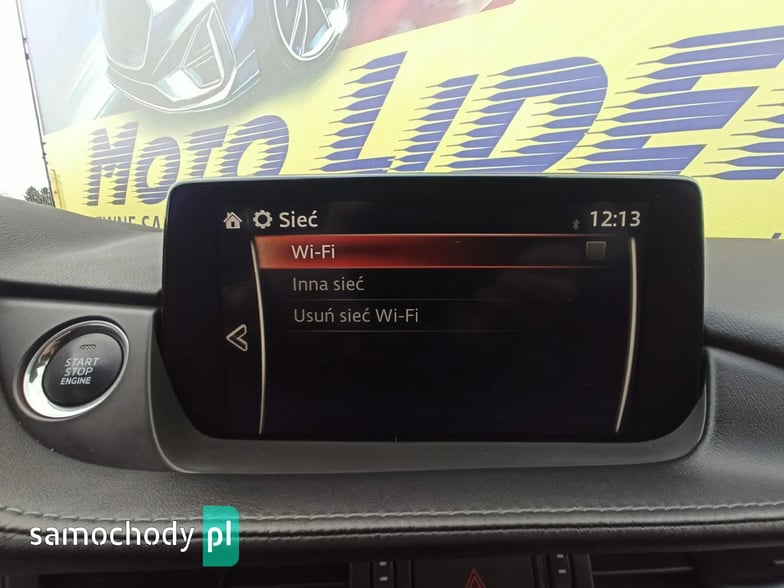 MOTO LIDE
Sieć
12:13
Wi-Fi
Inna sieć
Usuń sieć Wi-Fi
START
STOP
ENGINE
samochody pl